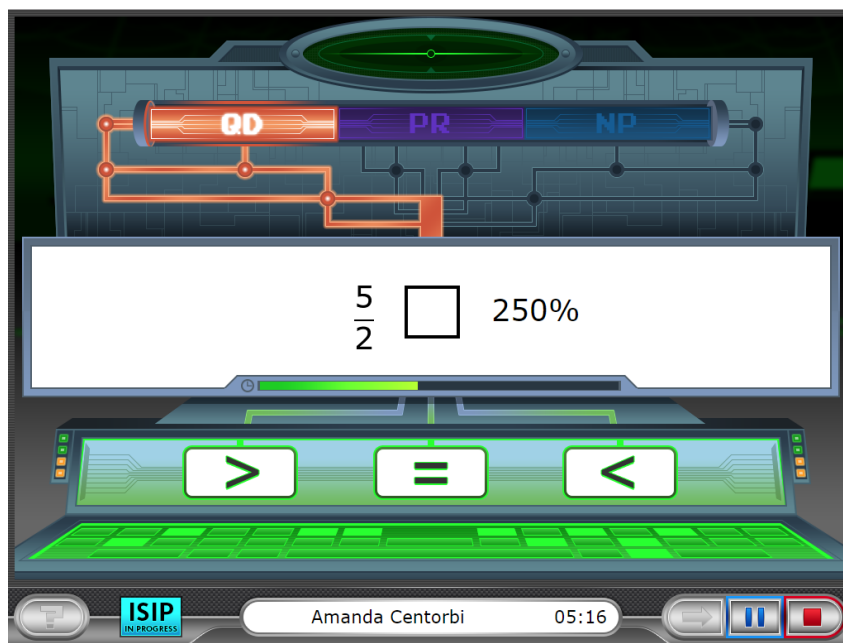 QD PR NP
5/2 □ 250%
> = <
ISIP
IN PROGRESS
Amanda Centorbi 05:16